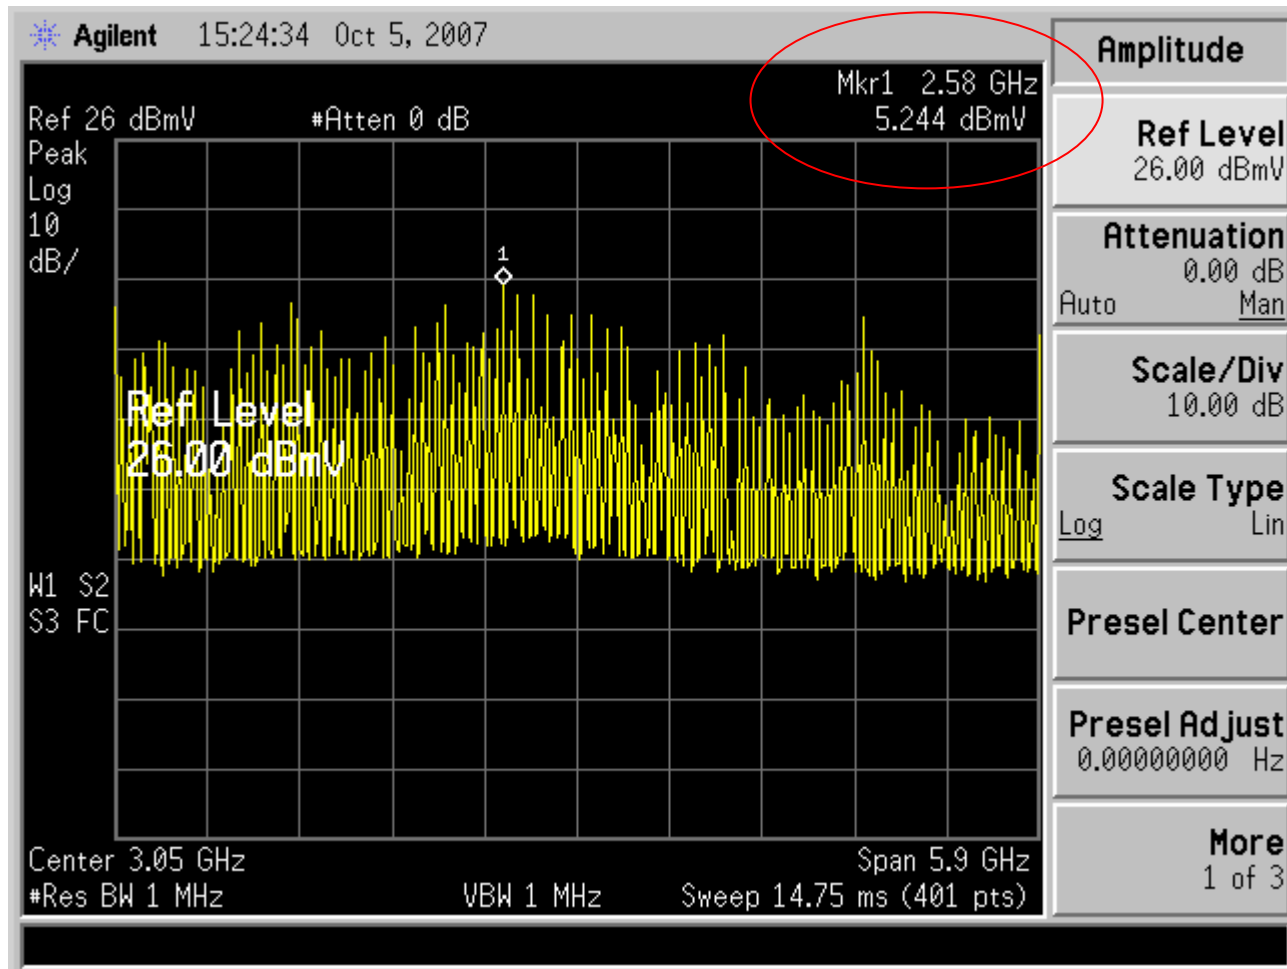 Agilent 15:24:34 Oct 5, 2007
Mkr1 2.58 GHz
Ref 26 dBmV #Atten 0 dB 5.244 dBmV
Peak
Log
10
dB/
1
Ref Level
26.00 dBmV
W1 S2
S3 FC
Center 3.05 GHz Span 5.9 GHz
#Res BW 1 MHz VBW 1 MHz Sweep 14.75 ms (401 pts)
Amplitude
Ref Level
26.00 dBmV
Attenuation
0.00 dB
Auto Man
Scale/Div
10.00 dB
Scale Type
Log Lin
Presel Center
Presel Adjust
0.00000000 Hz
More
1 of 3